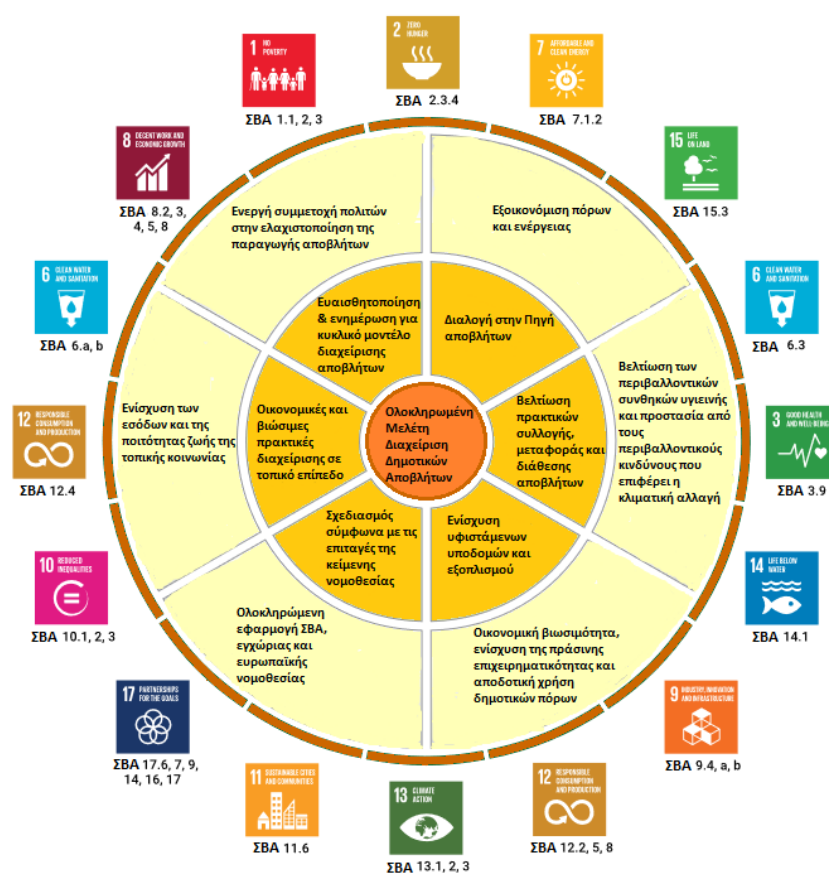 1 NO
POVERTY
ΣΒΑ 1.1, 2, 3
2 ZERO
HUNGER
ΣΒΑ 2.3.4
7 AFFORDABLE AND
CLEAN ENERGY
ΣΒΑ 7.1.2
8 DECENT WORK AND
ECONOMIC GROWTH
ΣΒΑ 8.2, 3,
4, 5, 8
15 LIFE
ON LAND
ΣΒΑ 15.3
6 CLEAN WATER
AND SANITATION
ΣΒΑ 6.a, b
6 CLEAN WATER
AND SANITATION
ΣΒΑ 6.3
12 RESPONSIBLE
CONSUMPTION
AND PRODUCTION
ΣΒΑ 12.4
3 GOOD HEALTH
AND WELL-BEING
ΣΒΑ 3.9
10 REDUCED
INEQUALITIES
ΣΒΑ 10.1, 2, 3
14 LIFE BELOW
WATER
ΣΒΑ 14.1
17 PARTNERSHIPS
FOR THE GOALS
ΣΒΑ 17.6, 7, 9,
14, 16, 17
9 INDUSTRY, INNOVATION
AND INFRASTRUCTURE
ΣΒΑ 9.4, a, b
11 SUSTAINABLE CITIES
AND COMMUNITIES
ΣΒΑ 11.6
13 CLIMATE
ACTION
ΣΒΑ 13.1, 2, 3
12 RESPONSIBLE
CONSUMPTION
AND PRODUCTION
ΣΒΑ 12.2, 5, 8
Ενεργή συμμετοχή πολιτών
στην ελαχιστοποίηση της
παραγωγής αποβλήτων
Εξοικονόμιση πόρων
και ενέργειας
Ευαισθητοποίηση
& ενημέρωση για
κυκλικό μοντέλο
διαχείρισης
αποβλήτων
Διαλογή στην Πηγή
αποβλήτων
Ενίσχυση των
εσόδων και της
ποιότητας ζωής της
τοπικής κοινωνίας
Οικονομικές και
βιώσιμες
πρακτικές
διαχείρισης σε
τοπικό επίπεδο
Ολοκληρωμένη
Μελέτη
Διαχείριση
Δημοτικών
Αποβλήτων
Βελτίωση
πρακτικών
συλλογής,
μεταφοράς και
διάθεσης
αποβλήτων
Βελτίωση των
περιβαλλοντικών
συνθηκών υγιεινής
και προστασία από
τους
περιβαλλοντικούς
κινδύνους που
επιφέρει η
κλιματική αλλαγή
Σχεδιασμός
σύμφωνα με τις
επιταγές της
κείμενης
νομοθεσίας
Ενίσχυση
υφιστάμενων
υποδομών και
εξοπλισμού
Ολοκληρωμένη
εφαρμογή ΣΒΑ,
εγχώριας και
ευρωπαϊκής
νομοθεσίας
Οικονομική βιωσιμότητα,
ενίσχυση της πράσινης
επιχειρηματικότητας και
αποδοτική χρήση
δημοτικών πόρων